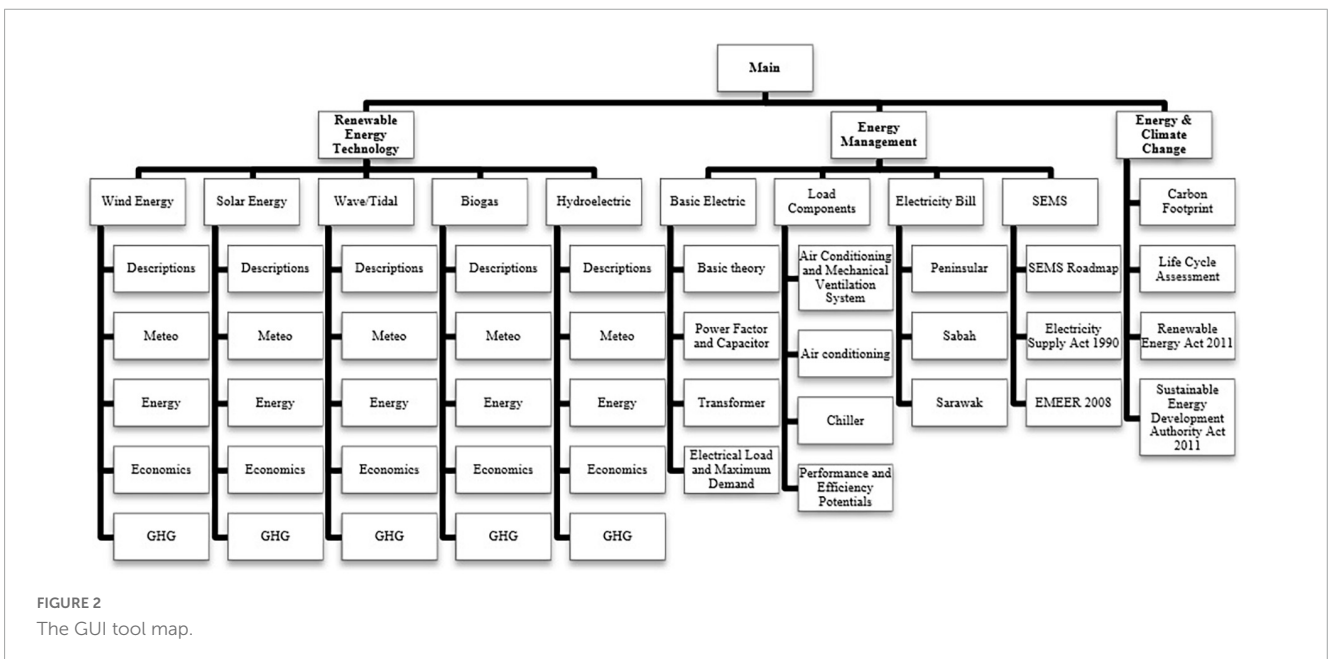 Main
Renewable
Energy
Technology
Energy
Management
Energy &
Climate
Change
Wind Energy
Solar Energy
Wave/Tidal
Biogas
Hydroelectric
Basic Electric
Load
Components
Electricity Bill
SEMS
Carbon
Footprint
Descriptions
Descriptions
Descriptions
Descriptions
Descriptions
Basic theory
Air Conditioning
and Mechanical
Ventilation
System
Peninsular
SEMS Roadmap
Life Cycle
Assessment
Meteo
Meteo
Meteo
Meteo
Meteo
Power Factor
and Capacitor
Air conditioning
Sabah
Electricity
Supply Act 1990
Renewable
Energy Act 2011
Energy
Energy
Energy
Energy
Energy
Transformer
Chiller
Sarawak
EMEER 2008
Sustainable
Energy
Development
Authority Act
2011
Economics
Economics
Economics
Economics
Economics
Electrical Load
and Maximum
Demand
Performance and
Efficiency
Potentials
GHG
GHG
GHG
GHG
GHG
FIGURE 2
The GUI tool map.